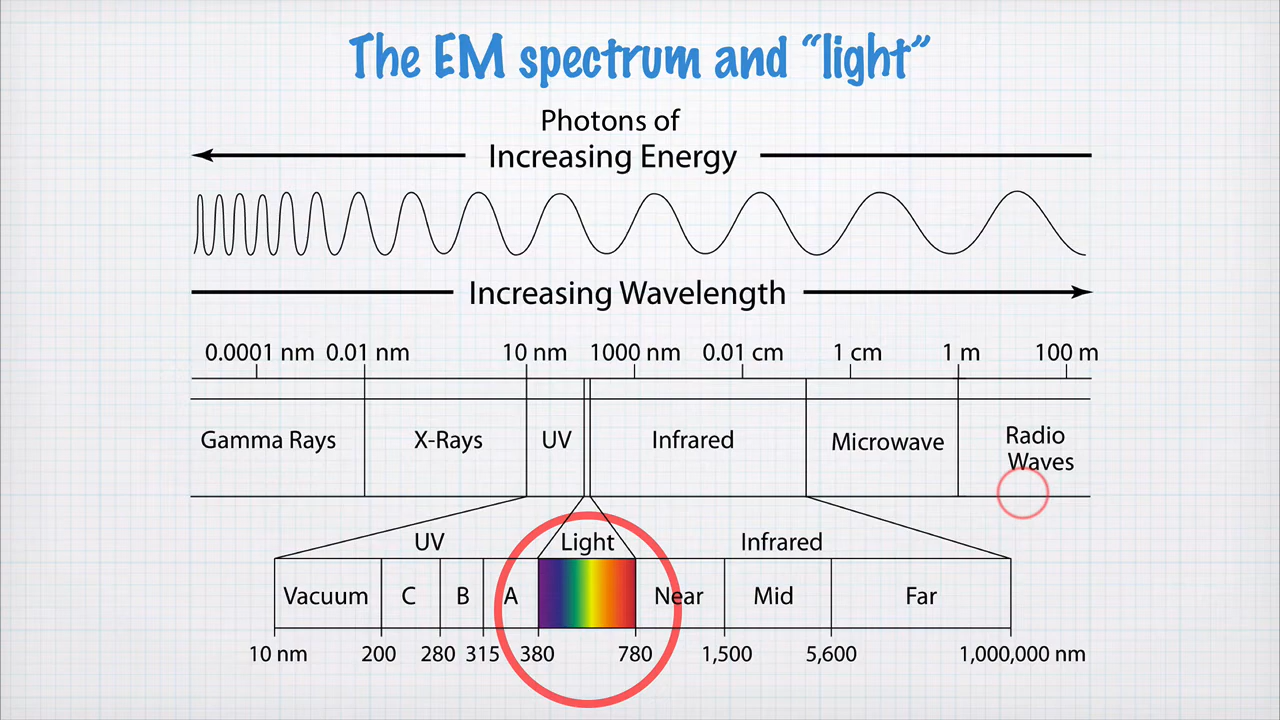 The EM spectrum and “light”
Photons of
Increasing Energy
Increasing Wavelength
0.0001 nm 0.01 nm 10 nm 1000 nm 0.01 cm 1 cm 1 m 100 m
Gamma Rays X-Rays UV Infrared Microwave Radio
Waves
UV Light Infrared
Vacuum C B A Near Mid Far
10 nm 200 280 315 380 780 1,500 5,600 1,000,000 nm